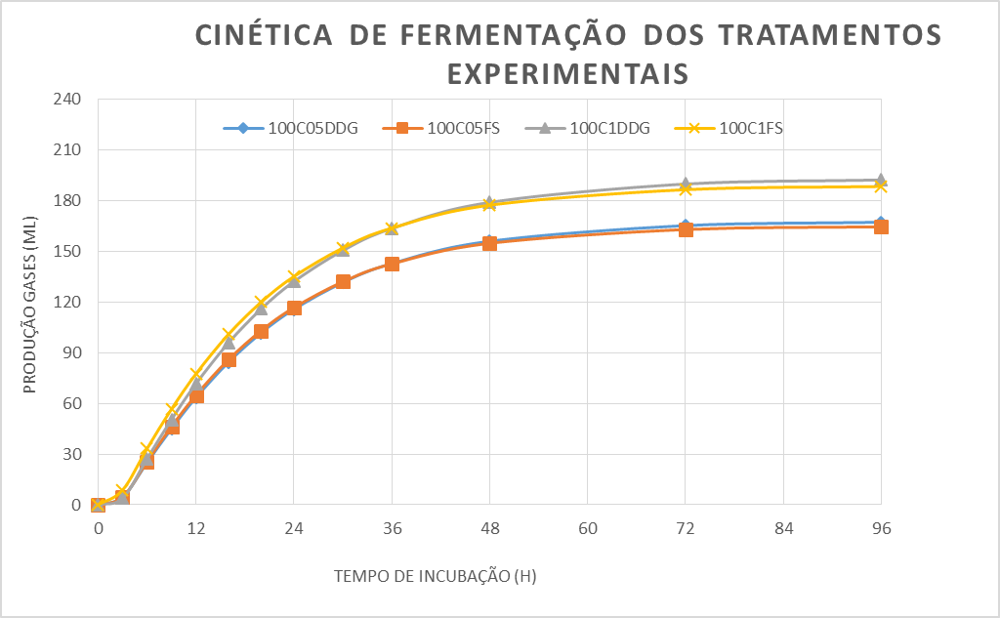 CINÉTICA DE FERMENTAÇÃO DOS TRATAMENTOS
EXPERIMENTAIS
240
100C05DDG 100C05FS 100C1DDG 100C1FS
210
180
150
120
90
60
30
0
PRODUÇÃO GASES (ML)
0 12 24 36 48 60 72 84 96
TEMPO DE INCUBAÇÃO (H)